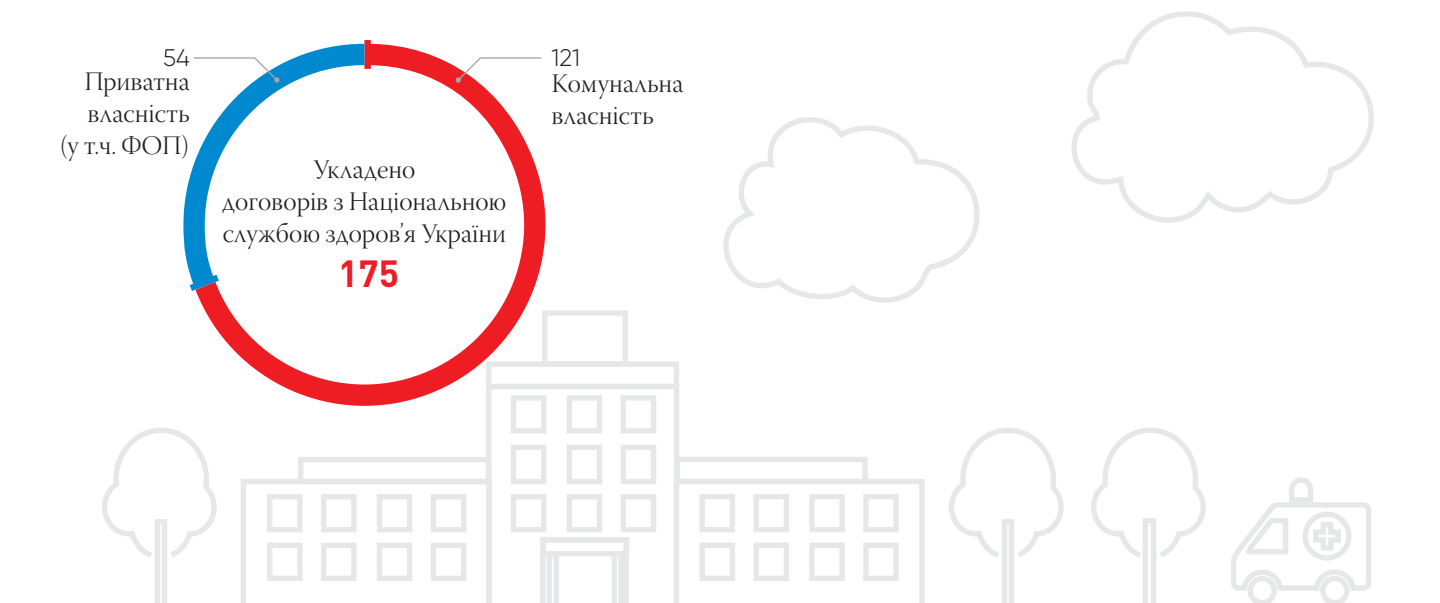 54
Приватна
власність
(у т.ч. ФОП)
121
Комунальна
власність
Укладено
договорів з Національною
службою здоров'я України
175